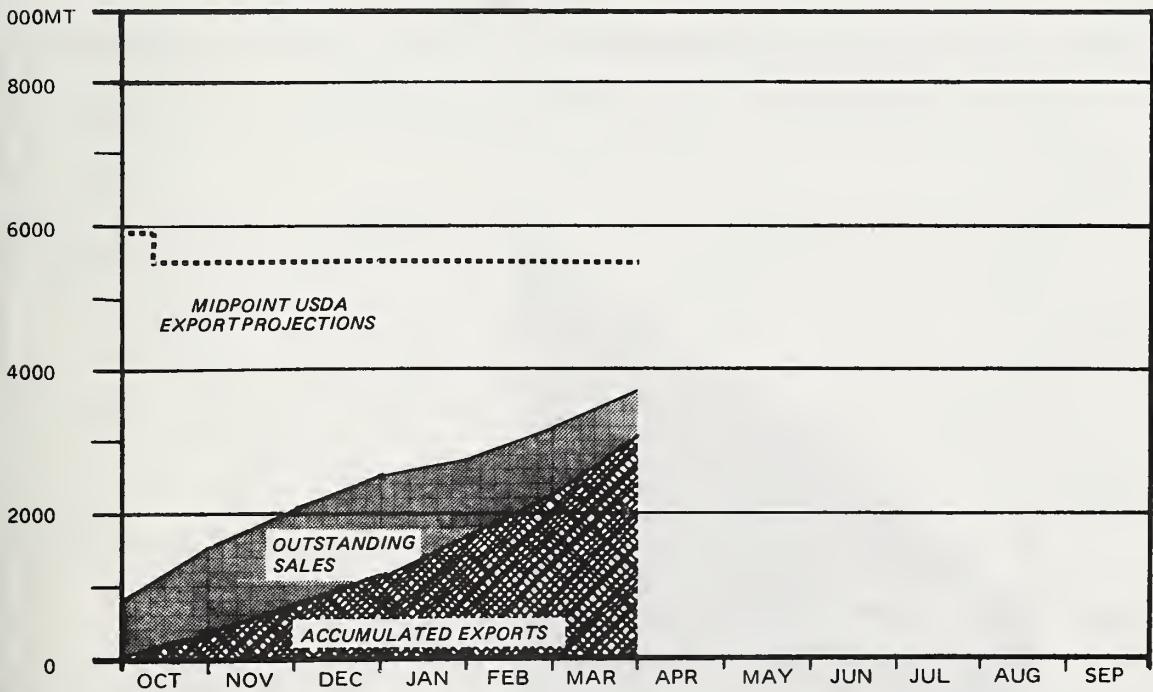 000MT
8000
6000
MIDPOINT USDA
EXPORT PROJECTIONS
4000
2000
OUTSTANDING
SALES
ACCUMULATED EXPORTS
0
OCT NOV DEC JAN FEB MAR APR MAY JUN JUL AUG SEP